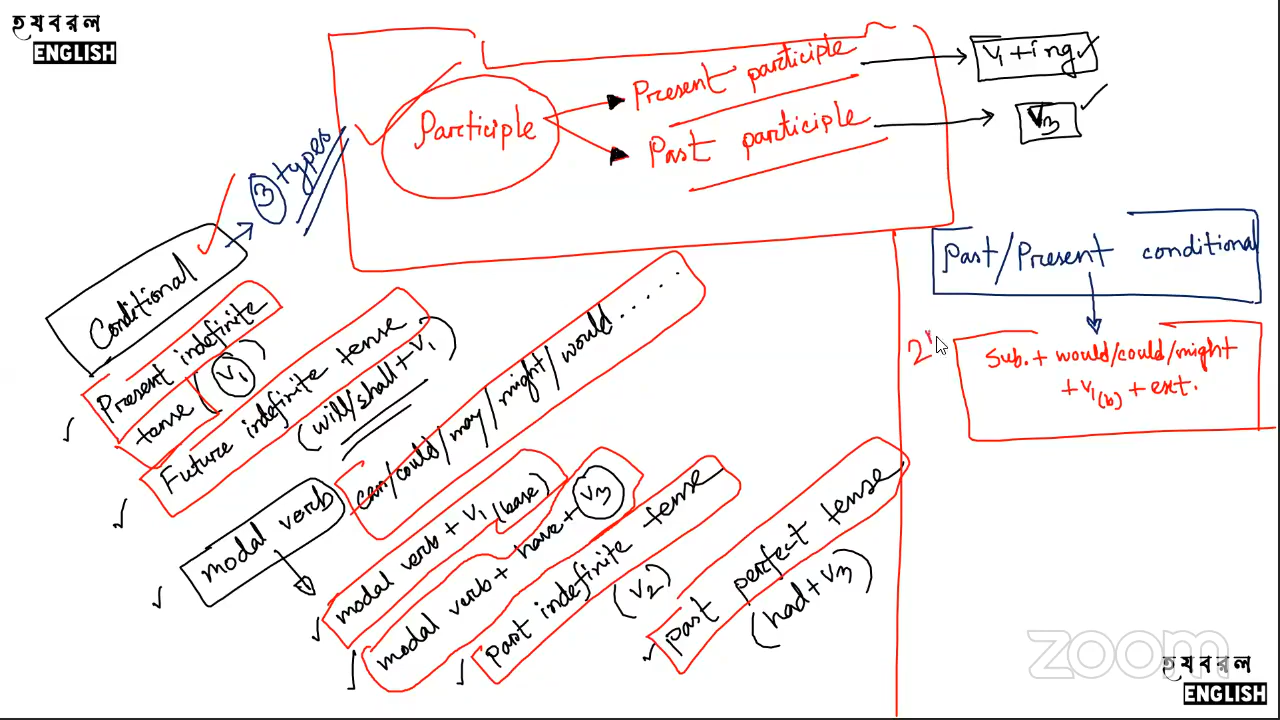 হ য ব র ল
ENGLISH
Participle
Present participle
V1 + ing
Past participle
V3
3 types
Conditional
Present indefinite
tense (V1)
Future indefinite tense
(will/shall + V1)
modal verb
can/could/may/might/would......
modal verb + V1 (base)
modal verb + have + V3
Past indefinite tense
(V2)
Past perfect tense
(had + V3)
Past/Present conditional
2
Sub. + would/could/might
+ V1(b) + ext.
zoom
হ য ব র ল
ENGLISH